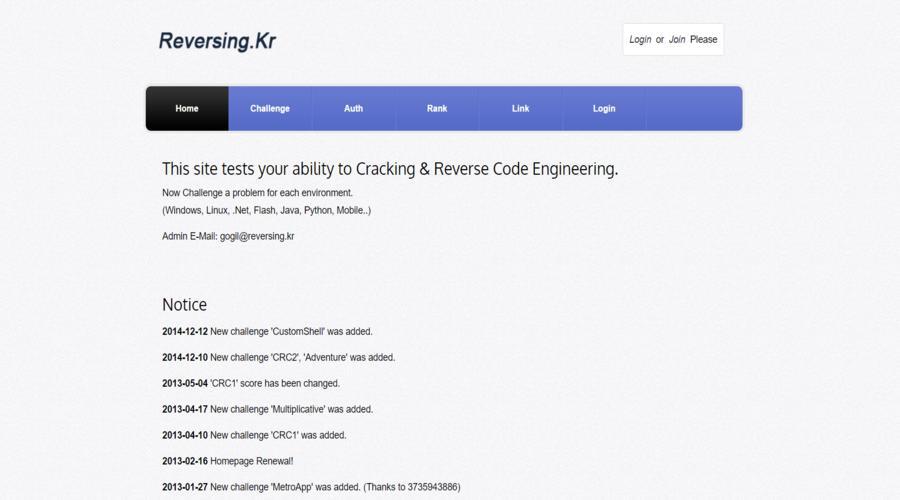 Reversing.Kr
Login or Join Please
Home Challenge Auth Rank Link Login
This site tests your ability to Cracking & Reverse Code Engineering.
Now Challenge a problem for each environment.
(Windows, Linux, .Net, Flash, Java, Python, Mobile..)
Admin E-Mail: gogil@reversing.kr
Notice
2014-12-12 New challenge 'CustomShell' was added.
2014-12-10 New challenge 'CRC2', 'Adventure' was added.
2013-05-04 'CRC1' score has been changed.
2013-04-17 New challenge 'Multiplicative' was added.
2013-04-10 New challenge 'CRC1' was added.
2013-02-16 Homepage Renewal!
2013-01-27 New challenge 'MetroApp' was added. (Thanks to 3735943886)